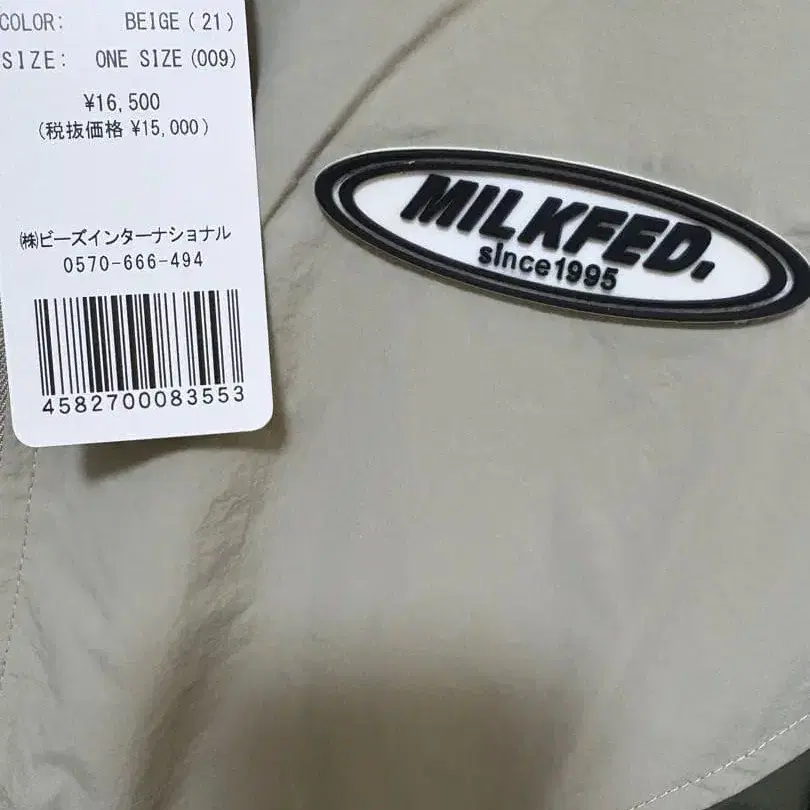 COLOR: BEIGE(21)
SIZE: ONE SIZE(009)
¥16,500
(税抜価格 ¥15,000)
㈱ビーズインターナショナル
0570-666-494
4582700083553
MILKFED.
since1995